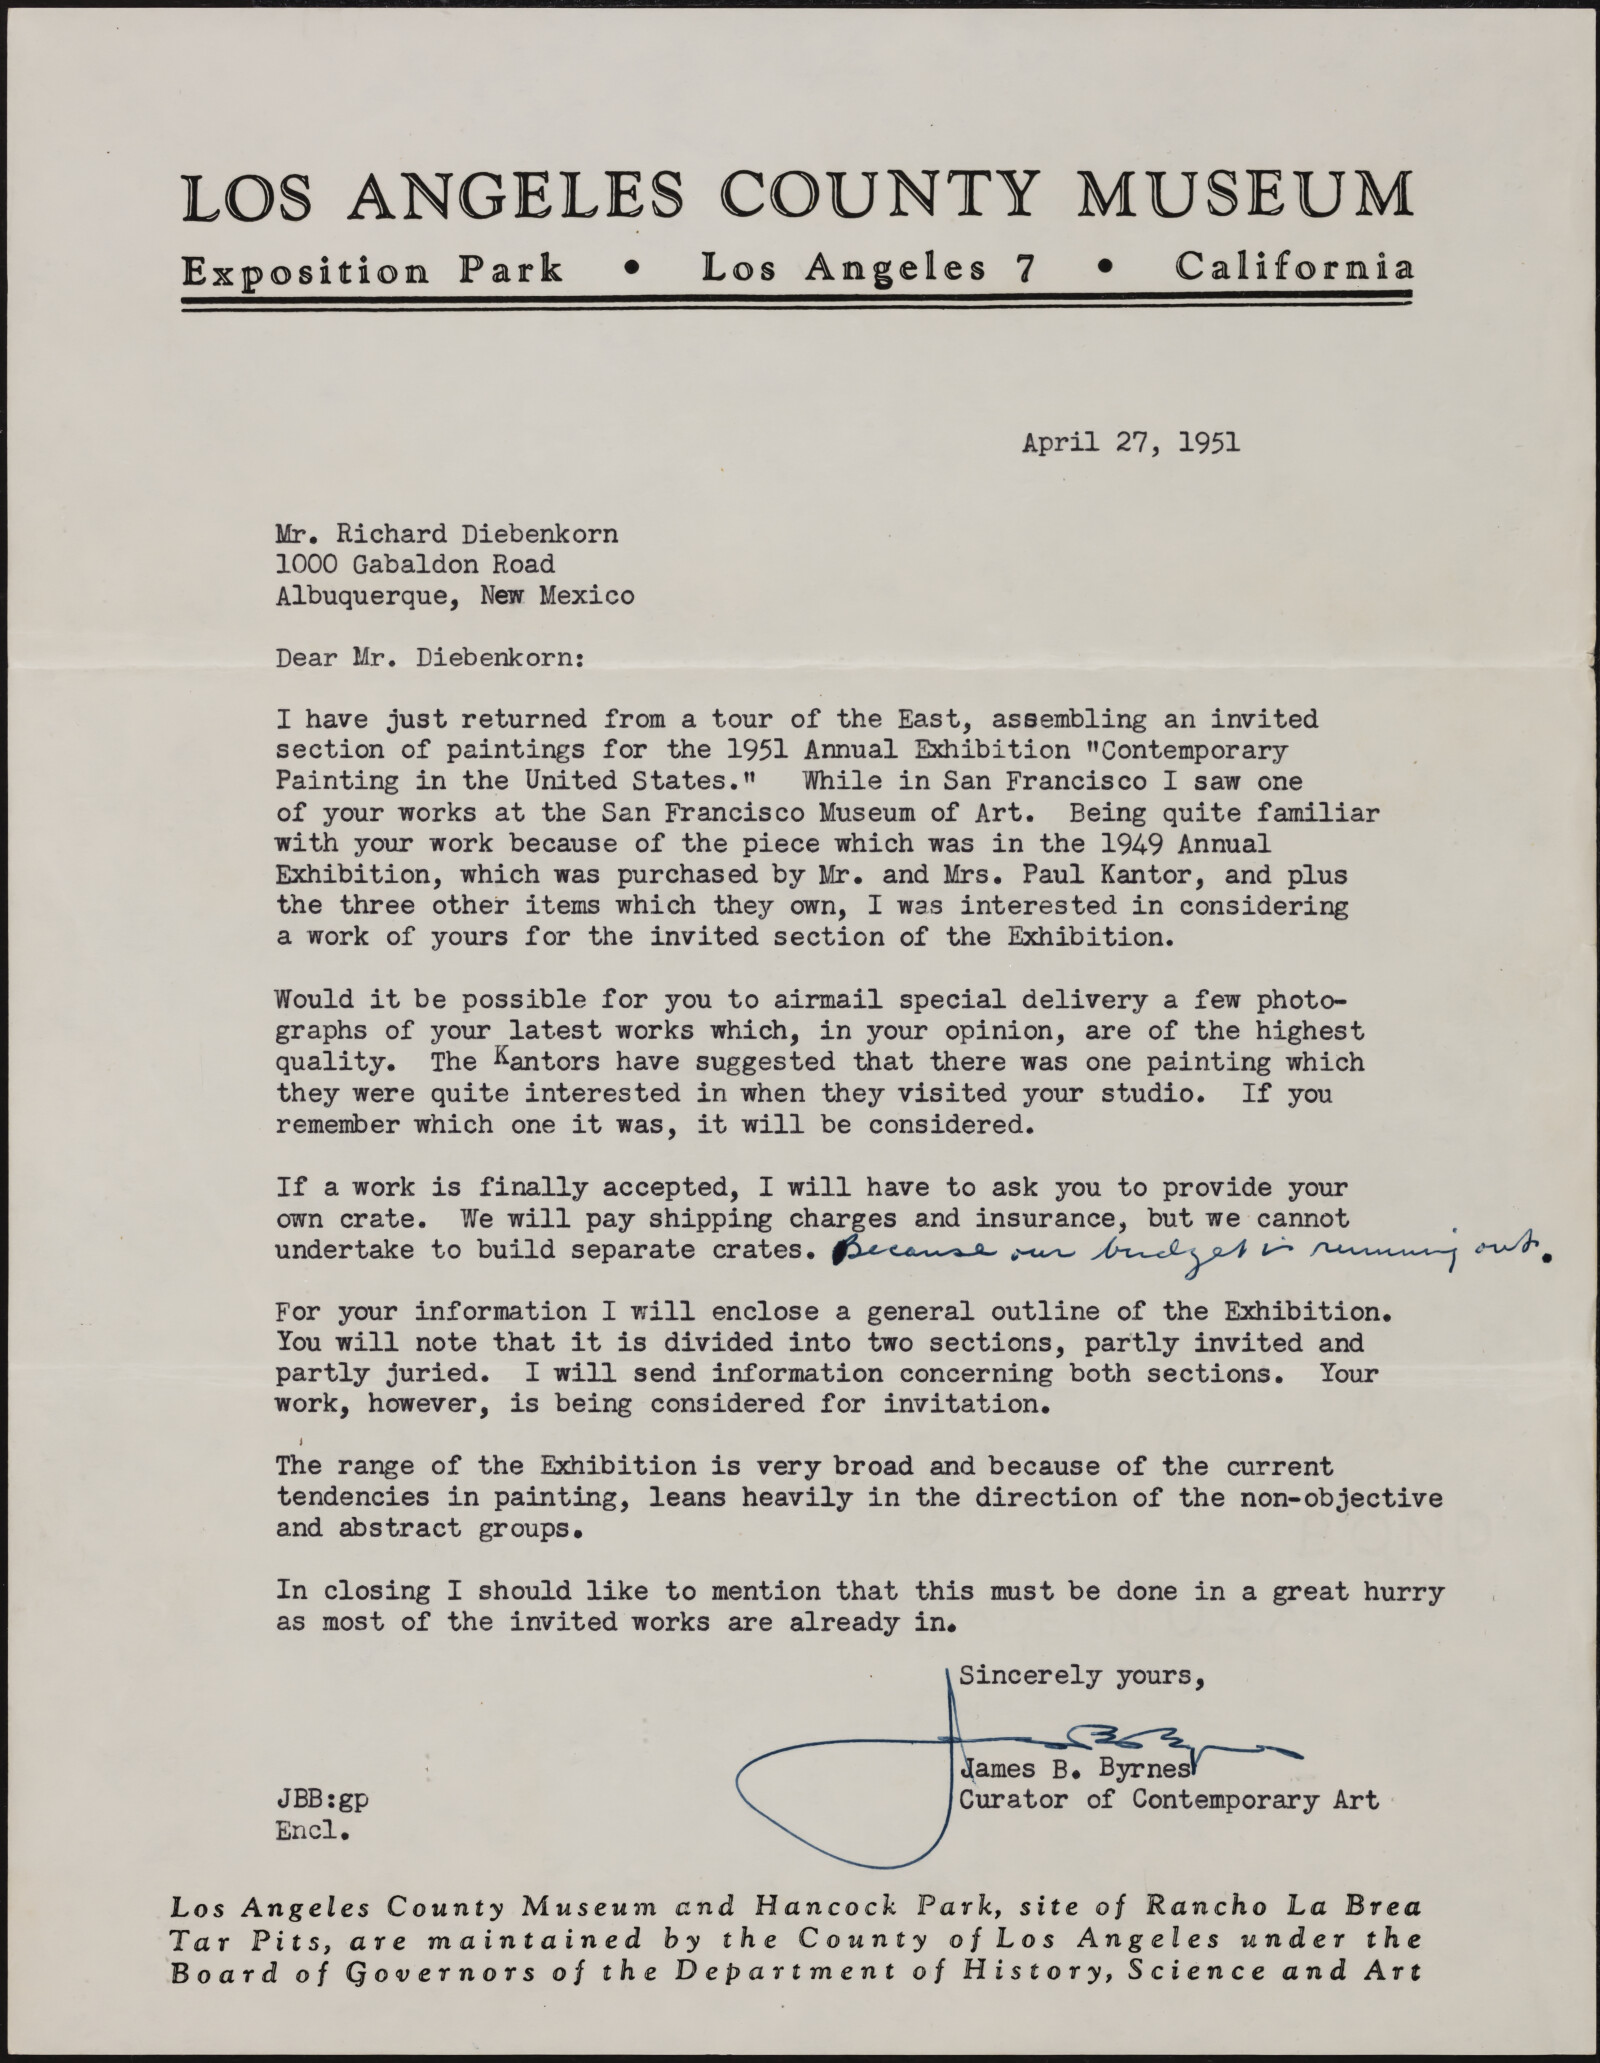 LOS ANGELES COUNTY MUSEUM
Exposition Park • Los Angeles 7 • California
April 27, 1951
Mr. Richard Diebenkorn
1000 Gabaldon Road
Albuquerque, New Mexico
Dear Mr. Diebenkorn:
I have just returned from a tour of the East, assembling an invited
section of paintings for the 1951 Annual Exhibition "Contemporary
Painting in the United States." While in San Francisco I saw one
of your works at the San Francisco Museum of Art. Being quite familiar
with your work because of the piece which was in the 1949 Annual
Exhibition, which was purchased by Mr. and Mrs. Paul Kantor, and plus
the three other items which they own, I was interested in considering
a work of yours for the invited section of the Exhibition.
Would it be possible for you to airmail special delivery a few photo-
graphs of your latest works which, in your opinion, are of the highest
quality. The Kantors have suggested that there was one painting which
they were quite interested in when they visited your studio. If you
remember which one it was, it will be considered.
If a work is finally accepted, I will have to ask you to provide your
own crate. We will pay shipping charges and insurance, but we cannot
undertake to build separate crates. Because our budget is running out.
For your information I will enclose a general outline of the Exhibition.
You will note that it is divided into two sections, partly invited and
partly juried. I will send information concerning both sections. Your
work, however, is being considered for invitation.
The range of the Exhibition is very broad and because of the current
tendencies in painting, leans heavily in the direction of the non-objective
and abstract groups.
In closing I should like to mention that this must be done in a great hurry
as most of the invited works are already in.
Sincerely yours,
James B. Byrnes
James B. Byrnes
Curator of Contemporary Art
JBB:gp
Encl.
Los Angeles County Museum and Hancock Park, site of Rancho La Brea
Tar Pits, are maintained by the County of Los Angeles under the
Board of Governors of the Department of History, Science and Art